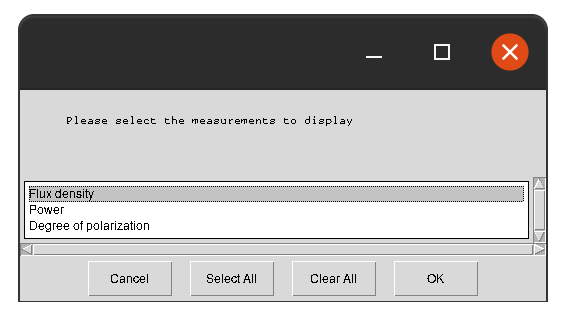 Please select the measurements to display
Flux density
Power
Degree of polarization
Cancel Select All Clear All OK